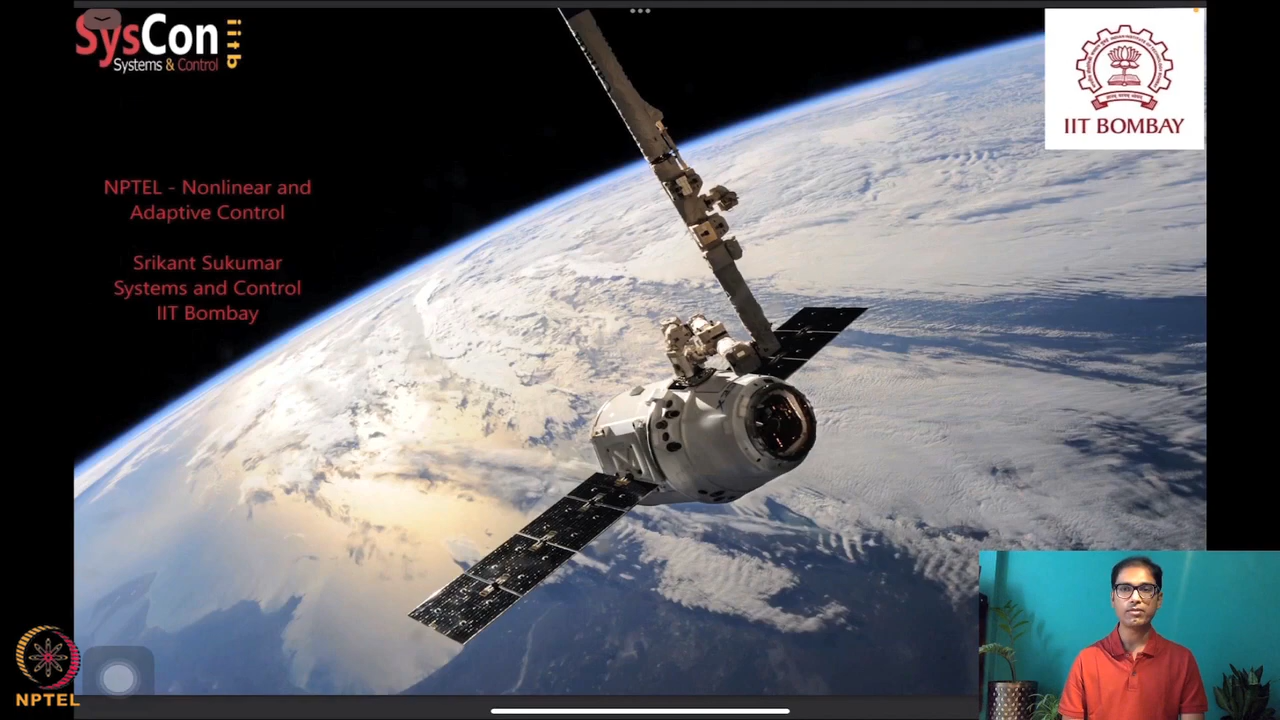 SysCon
iitb
Systems & Control
IIT BOMBAY
NPTEL - Nonlinear and
Adaptive Control
Srikant Sukumar
Systems and Control
IIT Bombay
NPTEL